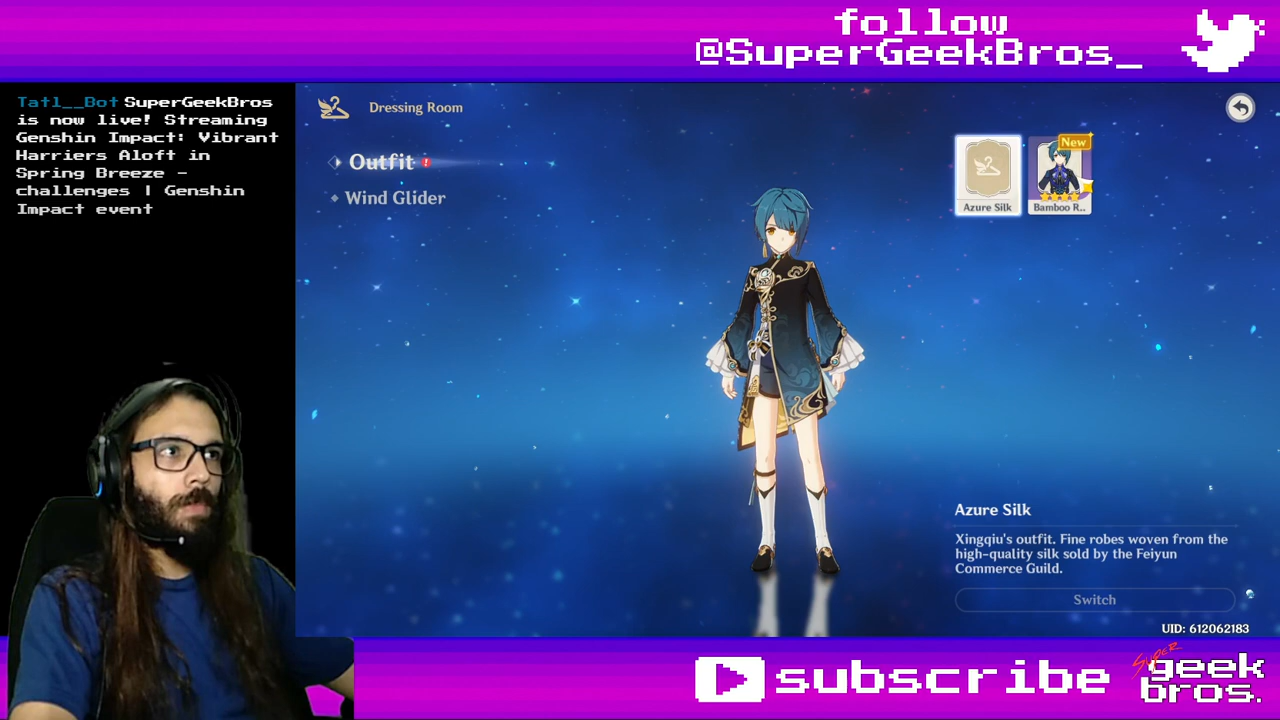 follow
@SuperGeekBros_
Tatl__Bot SuperGeekBros
is now live! Streaming
Genshin Impact: Vibrant
Harriers Aloft in
Spring Breeze -
challenges | Genshin
Impact event
Dressing Room
Outfit
Wind Glider
New
Azure Silk
Bamboo R..
Azure Silk
Xingqiu's outfit. Fine robes woven from the
high-quality silk sold by the Feiyun
Commerce Guild.
Switch
UID: 612062183
subscribe
SUPER
geek
bros.